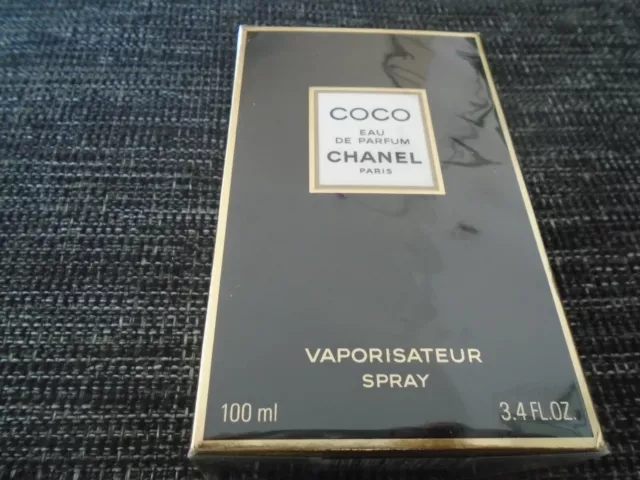 COCO
EAU
DE PARFUM
CHANEL
PARIS
VAPORISATEUR
SPRAY
100 ml
3.4 FL.OZ.